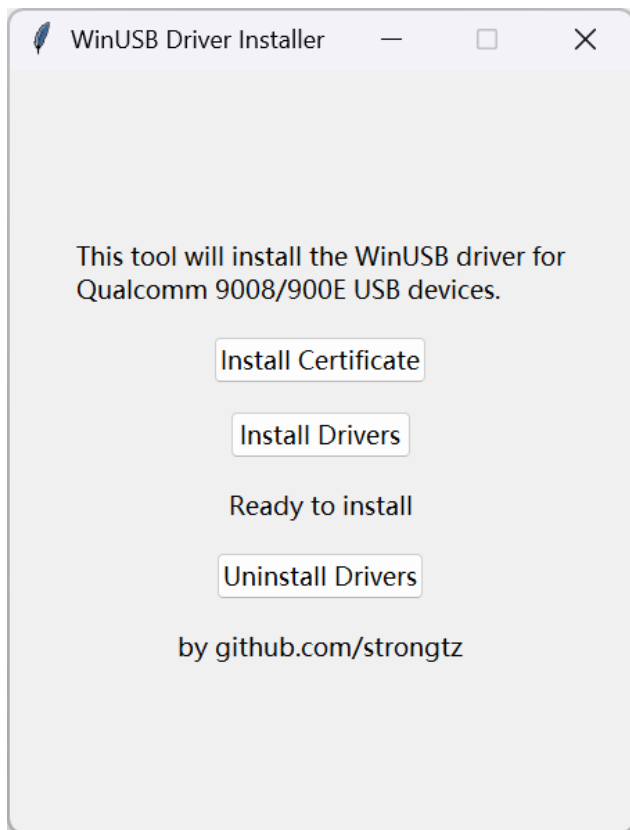 WinUSB Driver Installer
This tool will install the WinUSB driver for
Qualcomm 9008/900E USB devices.
Install Certificate
Install Drivers
Ready to install
Uninstall Drivers
by github.com/strongtz